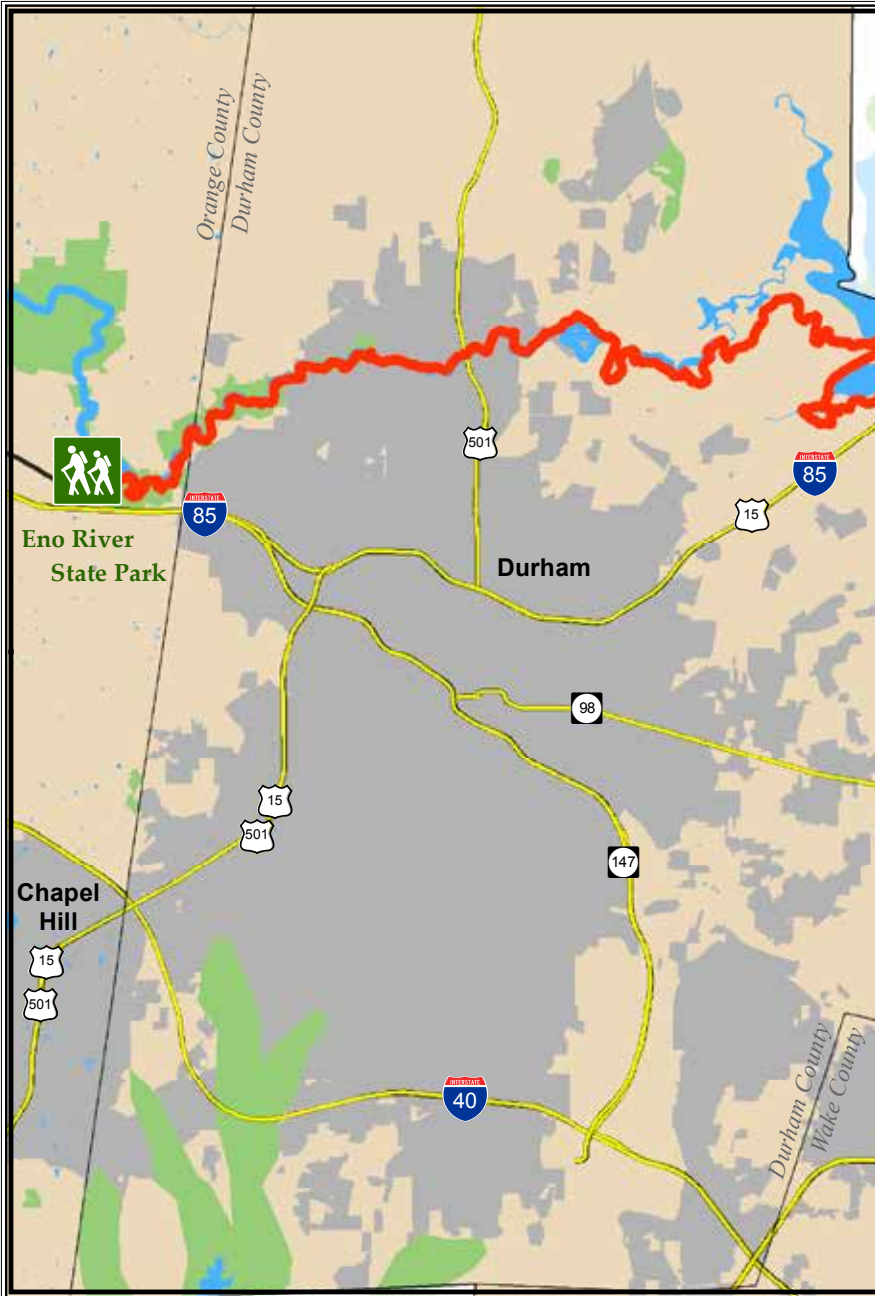 Orange County
Durham County
501
INTERSTATE
85
15
INTERSTATE
85
Eno River
State Park
Durham
98
15
501
147
Chapel
Hill
15
501
INTERSTATE
40
Durham County
Wake County